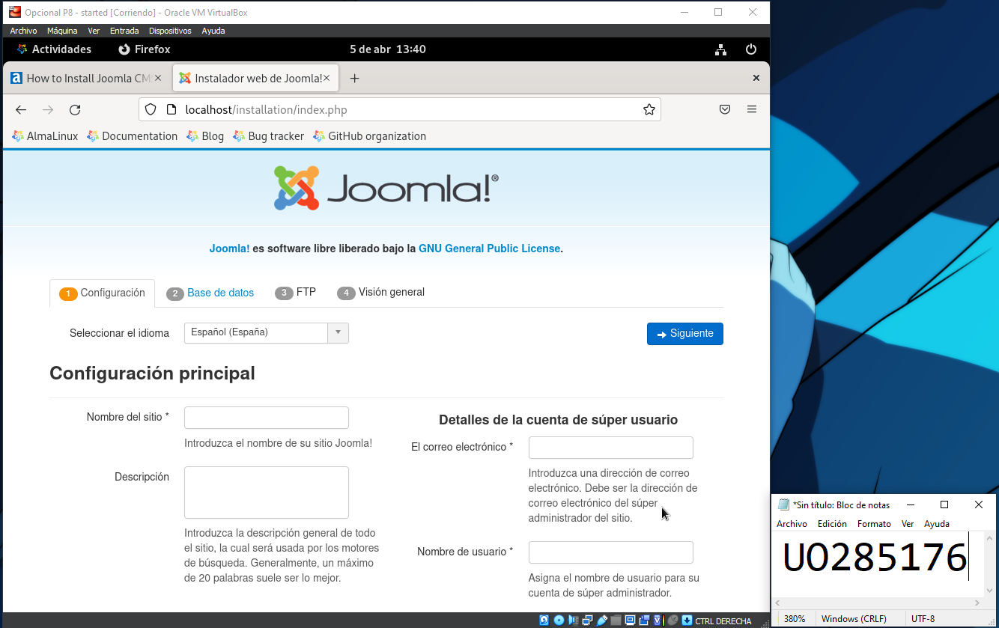 Opcional P8 - started [Corriendo] - Oracle VM VirtualBox
Archivo Máquina Ver Entrada Dispositivos Ayuda
Actividades Firefox 5 de abr 13:40
How to Install Joomla CM
Instalador web de Joomla!
localhost/installation/index.php
AlmaLinux Documentation Blog Bug tracker GitHub organization
Joomla!®
Joomla! es software libre liberado bajo la GNU General Public License.
1 Configuración 2 Base de datos 3 FTP 4 Visión general
Seleccionar el idioma Español (España) Siguiente
Configuración principal
Nombre del sitio *
Introduzca el nombre de su sitio Joomla!
Descripción
Introduzca la descripción general de todo
el sitio, la cual será usada por los motores
de búsqueda. Generalmente, un máximo
de 20 palabras suele ser lo mejor.
Detalles de la cuenta de súper usuario
El correo electrónico *
Introduzca una dirección de correo
electrónico. Debe ser la dirección de
correo electrónico del súper
administrador del sitio.
Nombre de usuario *
Asigna el nombre de usuario para su
cuenta de súper administrador.
CTRL DERECHA
*Sin título: Bloc de notas
Archivo Edición Formato Ver Ayuda
UO285176
380% Windows (CRLF) UTF-8